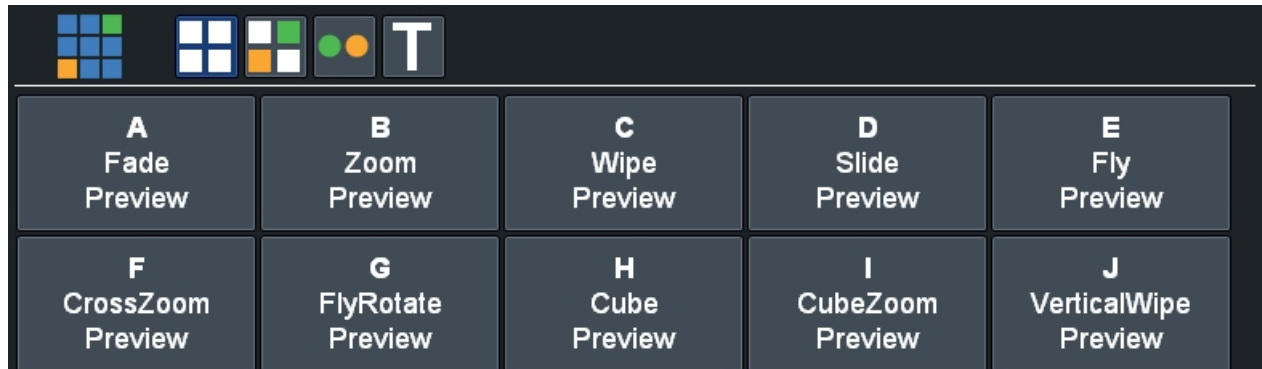 T
A
Fade
Preview
B
Zoom
Preview
C
Wipe
Preview
D
Slide
Preview
E
Fly
Preview
F
CrossZoom
Preview
G
FlyRotate
Preview
H
Cube
Preview
I
CubeZoom
Preview
J
VerticalWipe
Preview